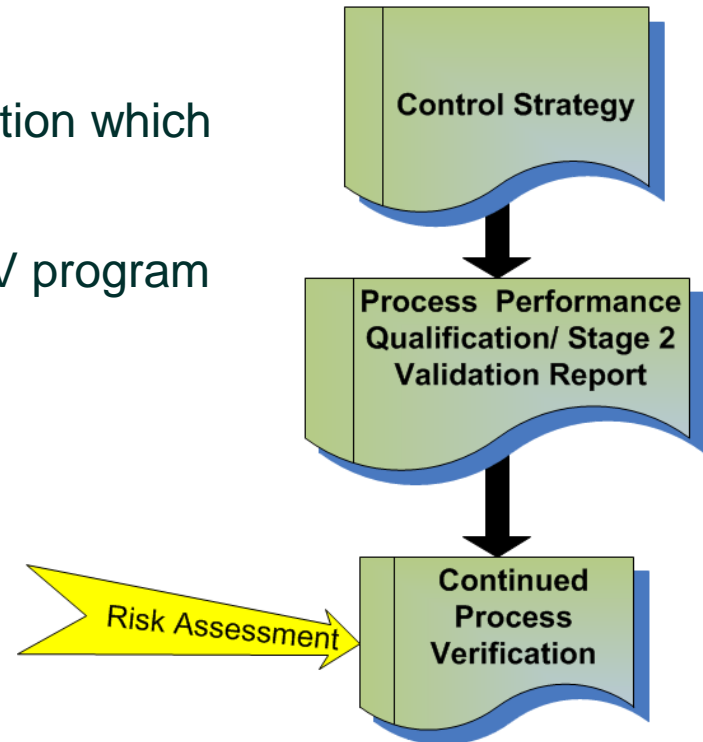 tion which
V program
Control Strategy
Process Performance
Qualification/ Stage 2
Validation Report
Risk Assessment
Continued
Process
Verification